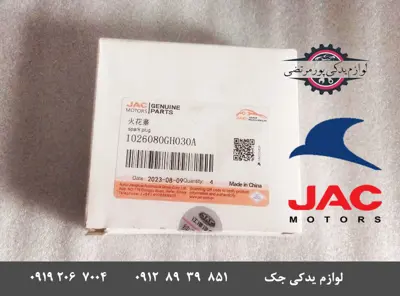 لوازم یدکی پورمرتضی
JAC MOTORS
GENUINE PARTS
火花塞
spark plug
1026080GH030A
Date: 2023-08-09 Quantity: 4
Made in China
JAC
MOTORS
لوازم یدکی جک ۰۹۱۲ ۸۹ ۳۹ ۸۵۱ ۰۹۱۹ ۲۰۶ ۷۰۰۴